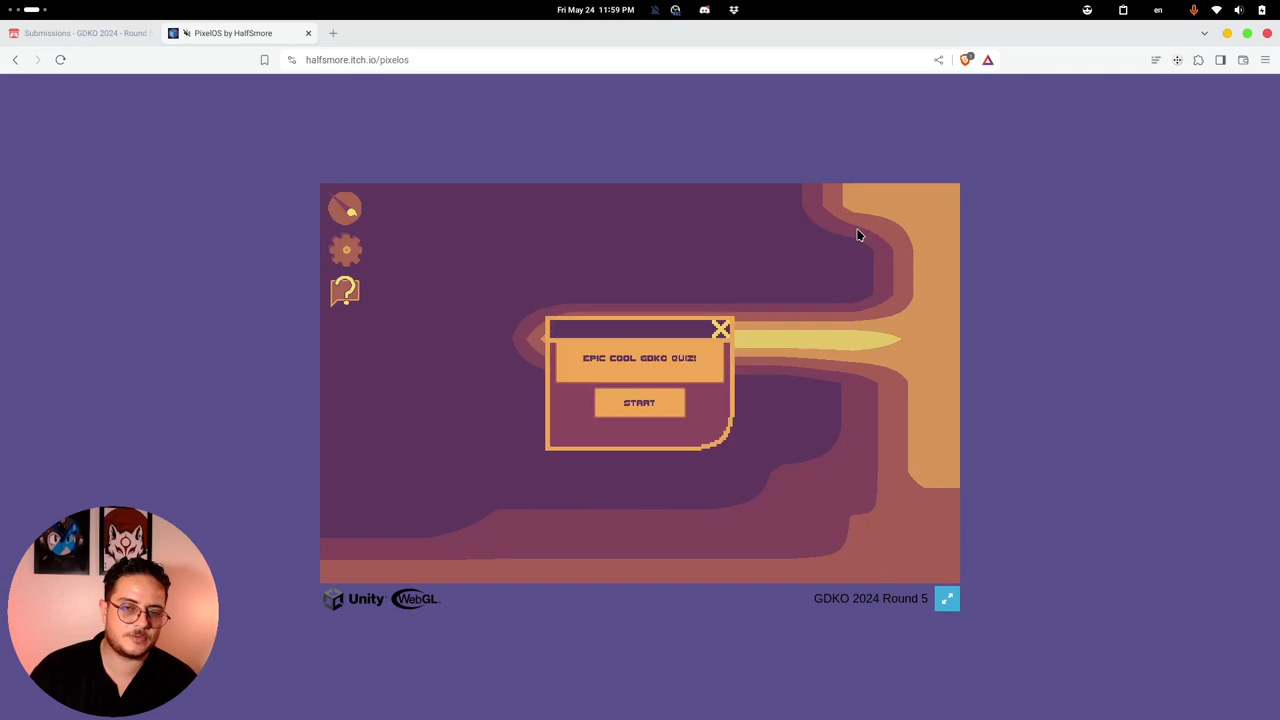 Fri May 24 11:59 PM
en
Submissions - GDKO 2024 - Round 5
PixelOS by HalfSmore
halfsmore.itch.io/pixelos
EPIC COOL GDKO QUIZ!
START
Unity WebGL
GDKO 2024 Round 5